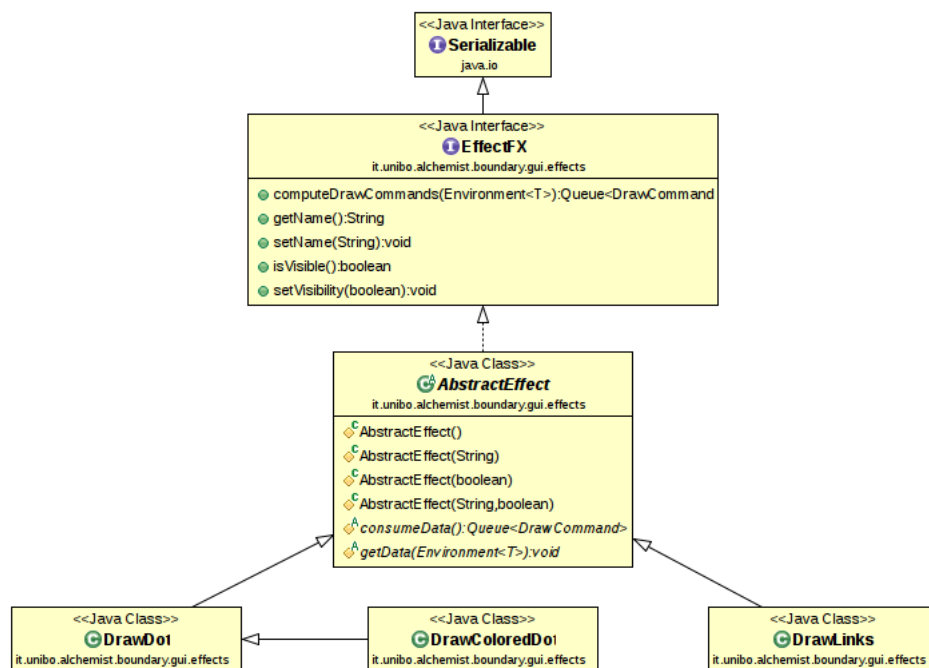 <<Java Interface>>
Serializable
java.io
<<Java Interface>>
EffectFX
it.unibo.alchemist.boundary.gui.effects
computeDrawCommands(Environment<T>):Queue<DrawCommand
getName():String
setName(String):void
isVisible():boolean
setVisibility(boolean):void
<<Java Class>>
AbstractEffect
it.unibo.alchemist.boundary.gui.effects
AbstractEffect()
AbstractEffect(String)
AbstractEffect(boolean)
AbstractEffect(String,boolean)
consumeData():Queue<DrawCommand>
getData(Environment<T>):void
<<Java Class>>
DrawDot
it.unibo.alchemist.boundary.gui.effects
<<Java Class>>
DrawColoredDot
it.unibo.alchemist.boundary.gui.effects
<<Java Class>>
DrawLinks
it.unibo.alchemist.boundary.gui.effects